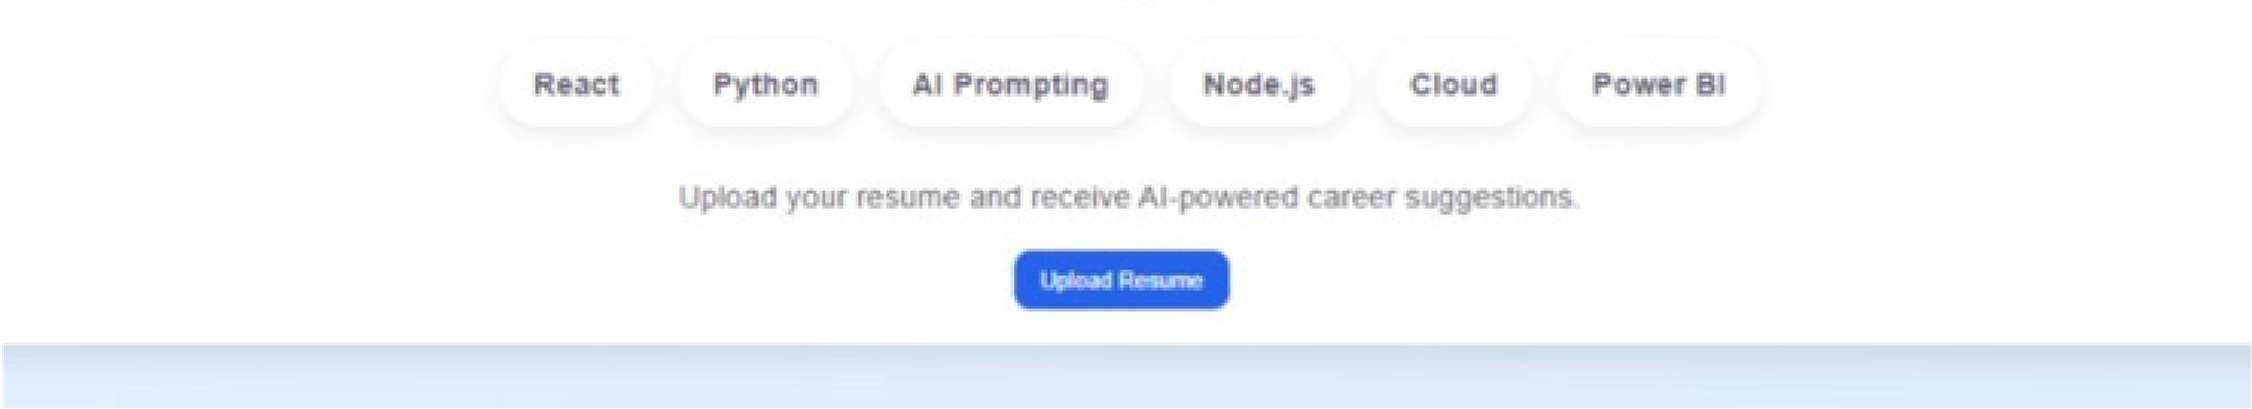 React Python AI Prompting Node.js Cloud Power BI
Upload your resume and receive AI-powered career suggestions.
Upload Resume